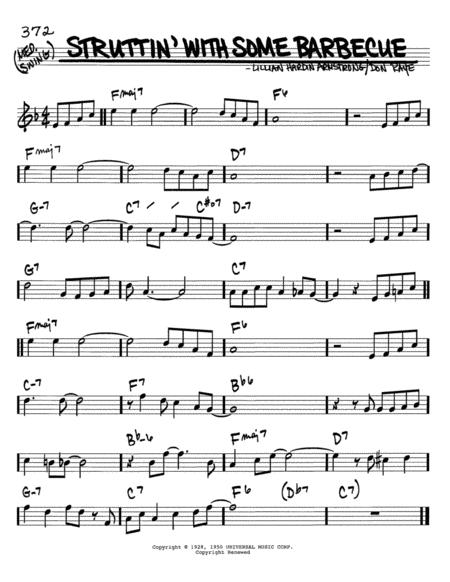 372
(MED. SWING)
STRUTTIN' WITH SOME BARBECUE
- LILLIAN HARDIN ARMSTRONG/DON RAYE
Fmaj7 F6
Fmaj7 D7
G-7 C7 / / C#o7 D-7
G7 C7
Fmaj7 F6
C-7 F7 Bb6
Bb-6 Fmaj7 D7
G-7 C7 F6 (Db7 C7)
Copyright © 1928, 1950 UNIVERSAL MUSIC CORP.
Copyright Renewed